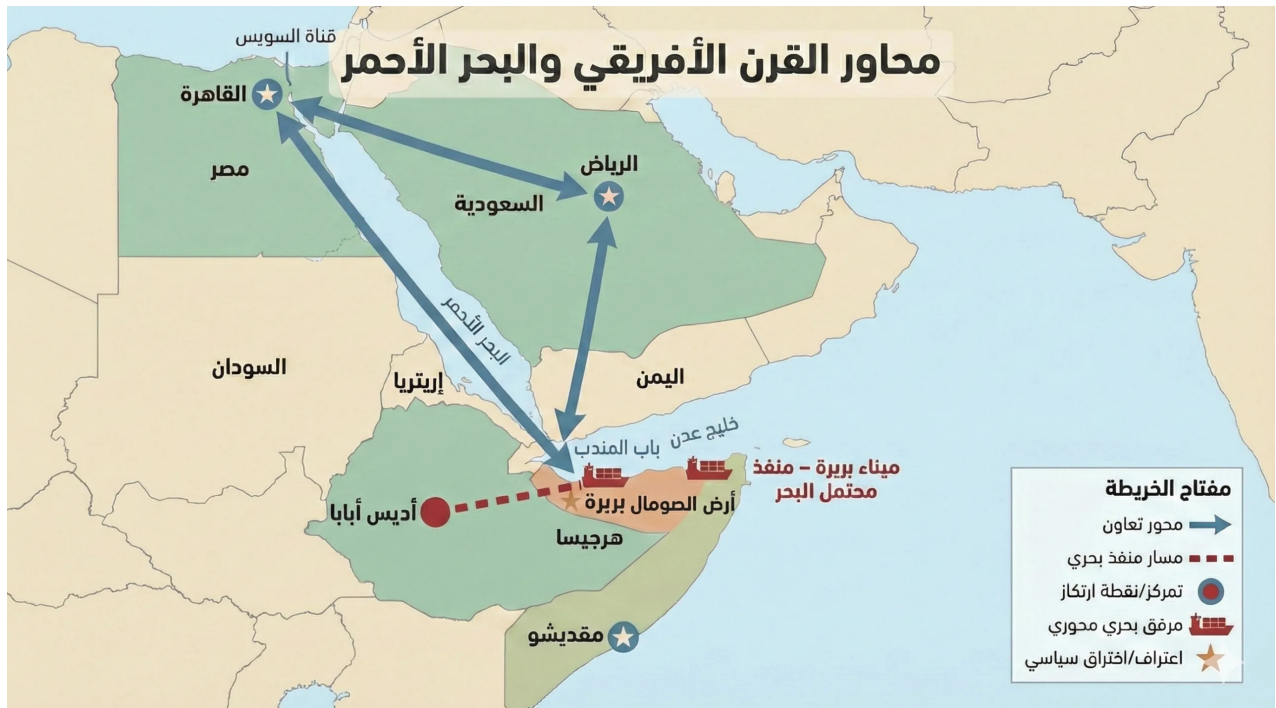 محاور القرن الأفريقي والبحر الأحمر
قناة السويس
القاهرة
مصر
الرياض
السعودية
البحر الأحمر
السودان
إريتريا
اليمن
خليج عدن
باب المندب
ميناء بريرة – منفذ
محتمل البحر
أرض الصومال
بريرة
أديس أبابا
هرجيسا
مقديشو
مفتاح الخريطة
محور تعاون
مسار منفذ بحري
تمركز/نقطة ارتكاز
مرفق بحري محوري
اعتراف/اختراق سياسي